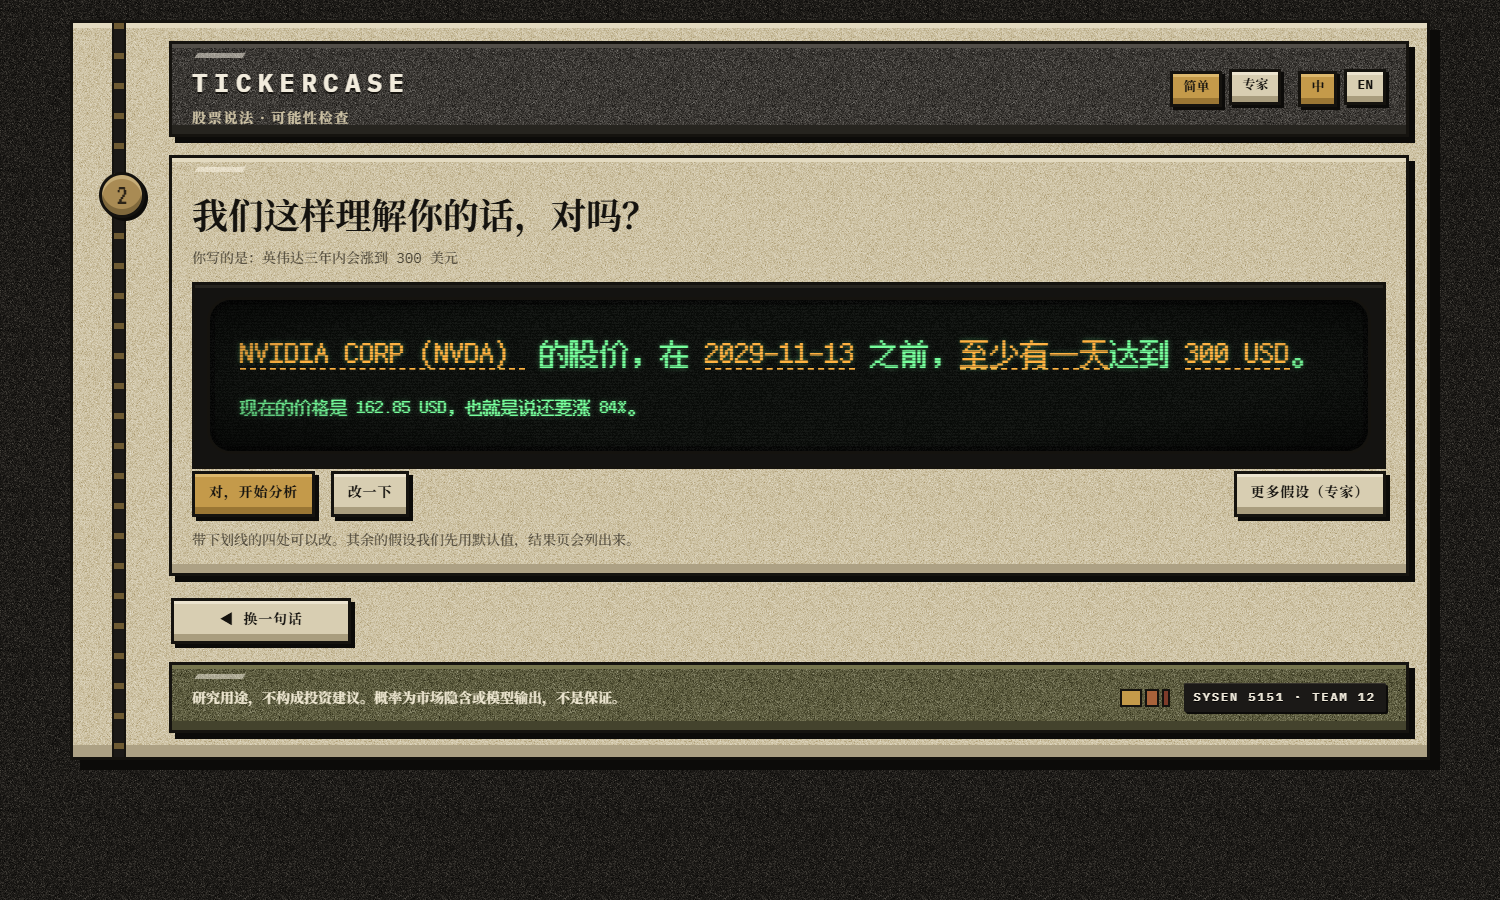 TICKERCASE
股票说法 · 可能性检查
简单 专家 中 EN
2
我们这样理解你的话，对吗？
你写的是：英伟达三年内会涨到 300 美元
NVIDIA CORP (NVDA) 的股价，在 2029-11-13 之前，至少有一天达到 300 USD。
现在的价格是 162.85 USD，也就是说还要涨 84%。
对，开始分析 改一下 更多假设（专家）
带下划线的四处可以改。其余的假设我们先用默认值，结果页会列出来。
◀ 换一句话
研究用途，不构成投资建议。概率为市场隐含或模型输出，不是保证。
SYSEN 5151 · TEAM 12